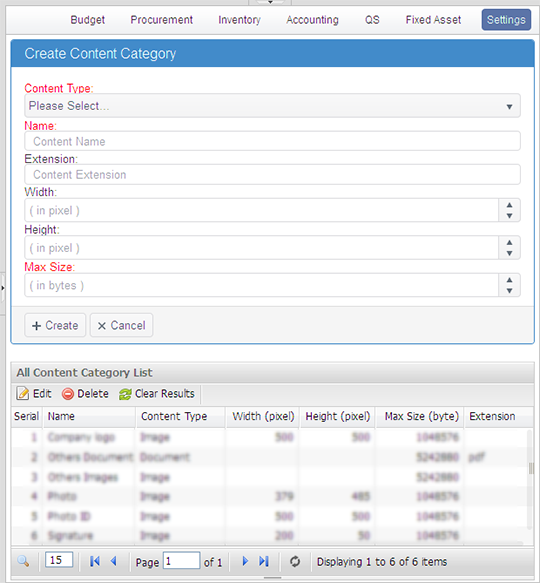 Budget Procurement Inventory Accounting QS Fixed Asset Settings
Create Content Category
Content Type:
Please Select...
Name:
Content Name
Extension:
Content Extension
Width:
( in pixel )
Height:
( in pixel )
Max Size:
( in bytes )
Create Cancel
All Content Category List
Edit Delete Clear Results
Serial Name Content Type Width (pixel) Height (pixel) Max Size (byte) Extension
1 Company logo Image 500 500 1048576
2 Others Document Document 5242880 pdf
3 Others Images Image 5242880
4 Photo Image 379 485 1048576
5 Photo ID Image 500 500 1048576
6 Signature Image 200 50 1048576
15 Page 1 of 1 Displaying 1 to 6 of 6 items